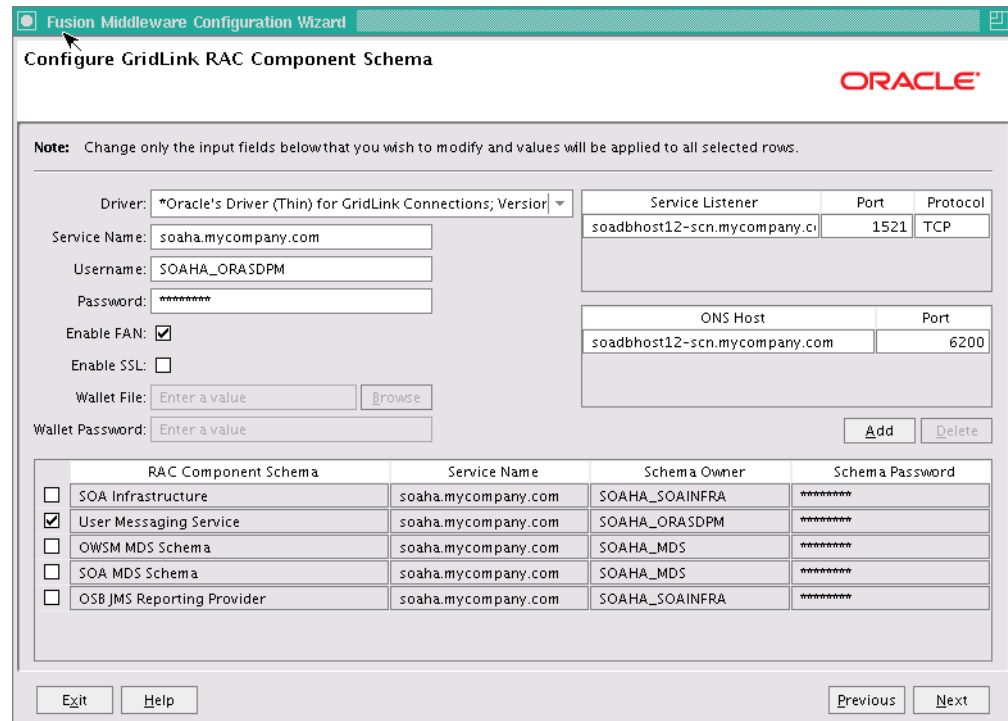 Fusion Middleware Configuration Wizard
Configure GridLink RAC Component Schema
ORACLE
Note: Change only the input fields below that you wish to modify and values will be applied to all selected rows.
Driver: *Oracle's Driver (Thin) for GridLink Connections; Version
Service Name: soaha.mycompany.com
Username: SOAHA_ORASDPM
Password: ********
Enable FAN:
Enable SSL:
Wallet File: Enter a value Browse
Wallet Password: Enter a value
Service Listener Port Protocol
soadbhost12-scn.mycompany.c 1521 TCP
ONS Host Port
soadbhost12-scn.mycompany.com 6200
Add Delete
RAC Component Schema Service Name Schema Owner Schema Password
SOA Infrastructure soaha.mycompany.com SOAHA_SOAINFRA ********
User Messaging Service soaha.mycompany.com SOAHA_ORASDPM ********
OWSM MDS Schema soaha.mycompany.com SOAHA_MDS ********
SOA MDS Schema soaha.mycompany.com SOAHA_MDS ********
OSB JMS Reporting Provider soaha.mycompany.com SOAHA_SOAINFRA ********
Exit Help Previous Next